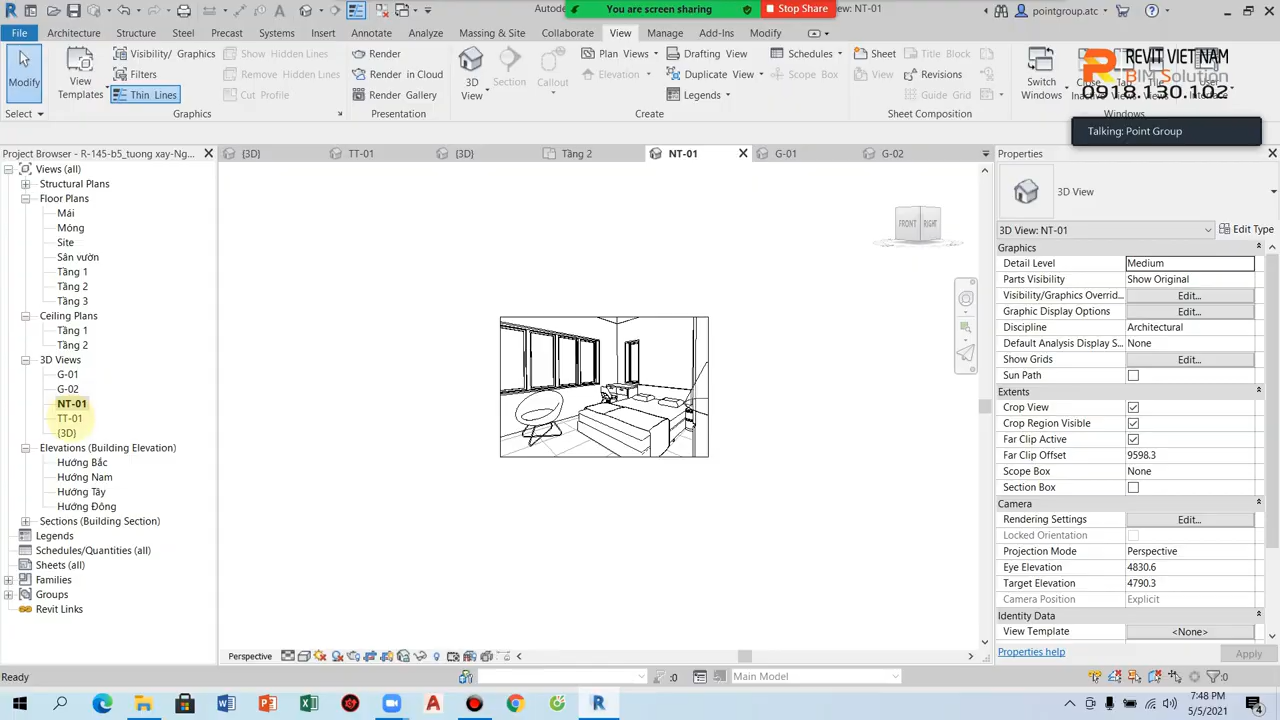 Autode
You are screen sharing
Stop Share
w: NT-01
pointgroup.atc
File
Architecture
Structure
Steel
Precast
Systems
Insert
Annotate
Analyze
Massing & Site
Collaborate
View
Manage
Add-Ins
Modify
Modify
View
Templates
Visibility/ Graphics
Filters
Thin Lines
Show Hidden Lines
Remove Hidden Lines
Cut Profile
Render
Render in Cloud
Render Gallery
3D
View
Section
Callout
Plan Views
Elevation
Drafting View
Duplicate View
Legends
Schedules
Scope Box
Sheet
View
Title Block
Revisions
Guide Grid
Switch
Windows
REVIT VIETNAM
BIM Solution
0918.130.102
Select
Graphics
Presentation
Create
Sheet Composition
Windows
Talking: Point Group
Project Browser - R-145-b5_tuong xay-Ng...
{3D}
TT-01
{3D}
Tầng 2
NT-01
G-01
G-02
Properties
Views (all)
Structural Plans
Floor Plans
Mái
Móng
Site
Sân vườn
Tầng 1
Tầng 2
Tầng 3
Ceiling Plans
Tầng 1
Tầng 2
3D Views
G-01
G-02
NT-01
TT-01
{3D}
Elevations (Building Elevation)
Hướng Bắc
Hướng Nam
Hướng Tây
Hướng Đông
Sections (Building Section)
Legends
Schedules/Quantities (all)
Sheets (all)
Families
Groups
Revit Links
FRONT
RIGHT
3D View
3D View: NT-01
Edit Type
Graphics
Detail Level Medium
Parts Visibility Show Original
Visibility/Graphics Overrid... Edit...
Graphic Display Options Edit...
Discipline Architectural
Default Analysis Display S... None
Show Grids Edit...
Sun Path
Extents
Crop View
Crop Region Visible
Far Clip Active
Far Clip Offset 9598.3
Scope Box None
Section Box
Camera
Rendering Settings Edit...
Locked Orientation
Projection Mode Perspective
Eye Elevation 4830.6
Target Elevation 4790.3
Camera Position Explicit
Identity Data
View Template <None>
Properties help
Apply
Perspective
Ready
:0
Main Model
7:48 PM
5/5/2021